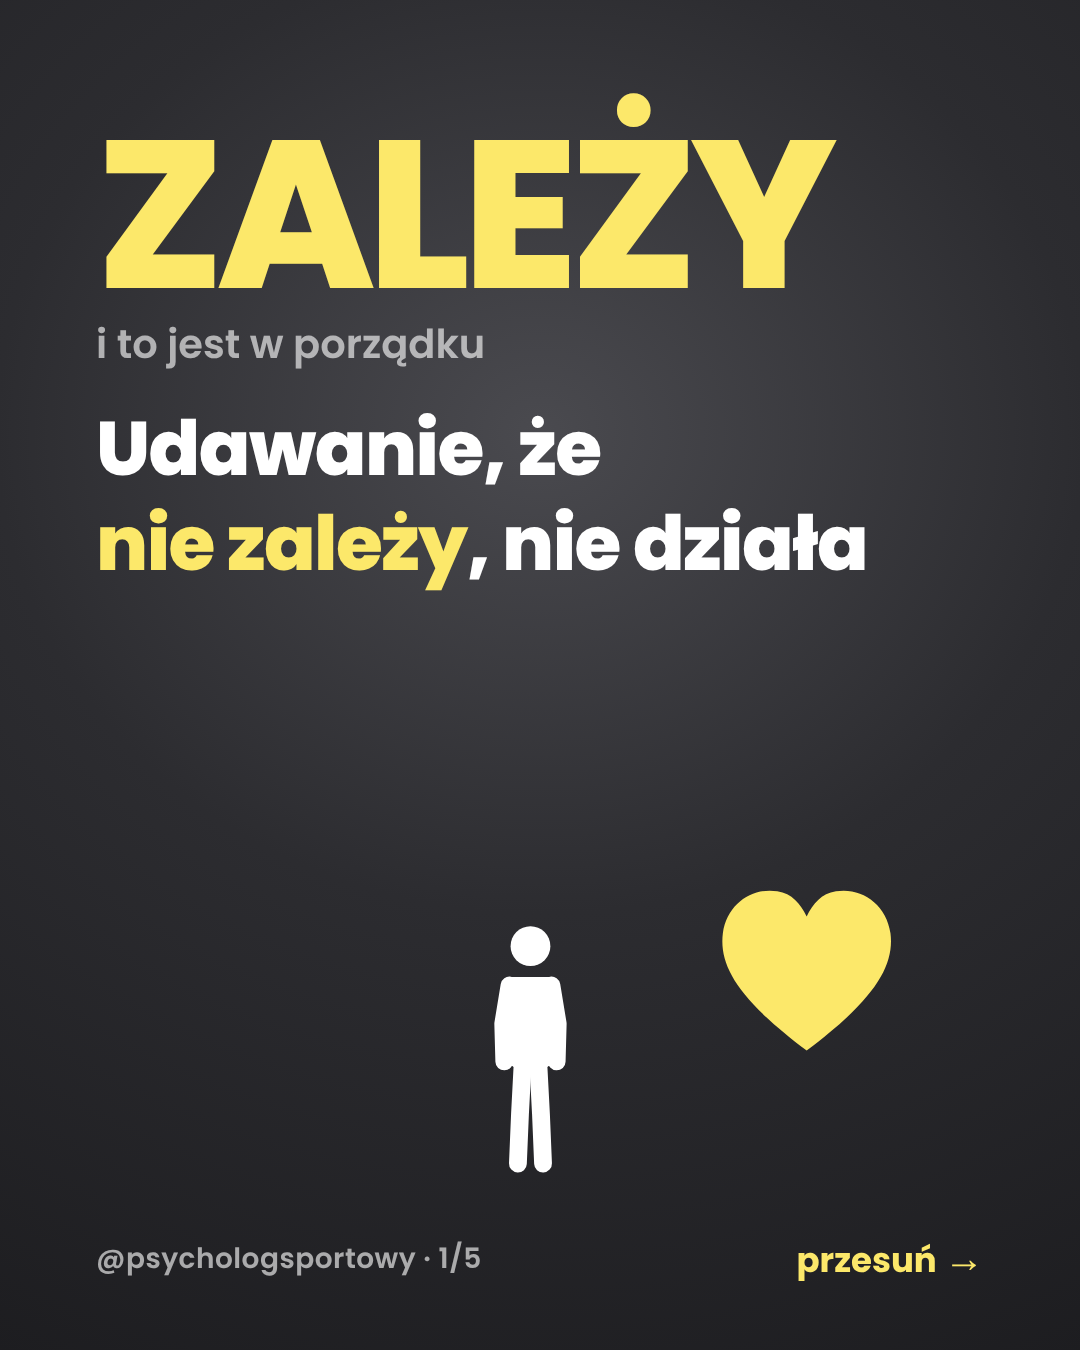 ZALEŻY
i to jest w porządku
Udawanie, że
nie zależy, nie działa
@psychologsportowy · 1/5
przesuń →